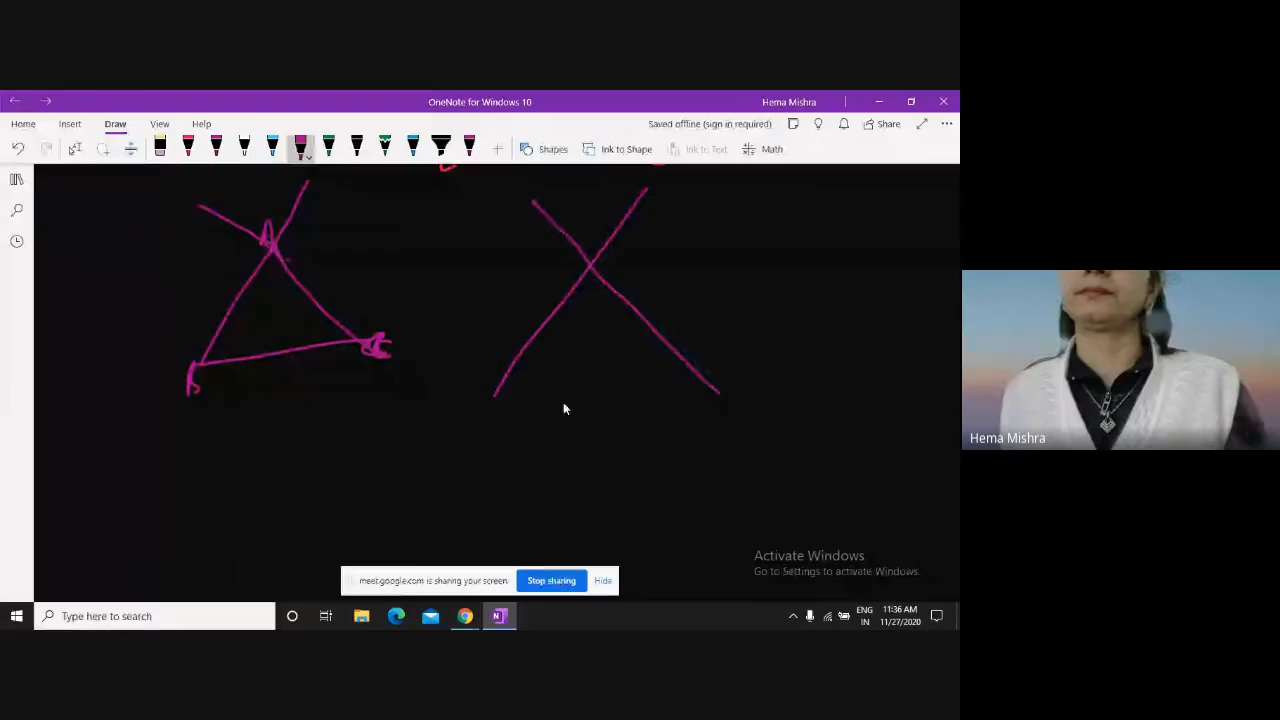 OneNote for Windows 10
Hema Mishra
Home Insert Draw View Help
Saved offline (sign in required)
Share
Shapes
Ink to Shape
Ink to Text
Math
A
B
C
Hema Mishra
Activate Windows
Go to Settings to activate Windows.
meet.google.com is sharing your screen
Stop sharing
Hide
Type here to search
ENG
IN
11:36 AM
11/27/2020